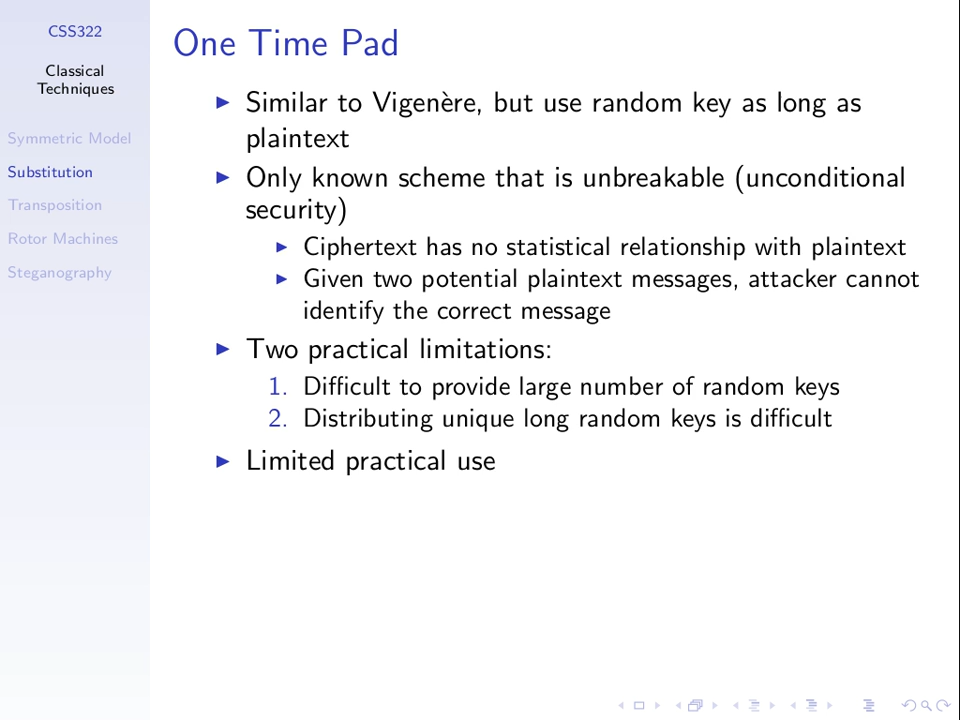 CSS322
Classical
Techniques
Symmetric Model
Substitution
Transposition
Rotor Machines
Steganography
One Time Pad
Similar to Vigenère, but use random key as long as
plaintext
Only known scheme that is unbreakable (unconditional
security)
Ciphertext has no statistical relationship with plaintext
Given two potential plaintext messages, attacker cannot
identify the correct message
Two practical limitations:
1. Difficult to provide large number of random keys
2. Distributing unique long random keys is difficult
Limited practical use